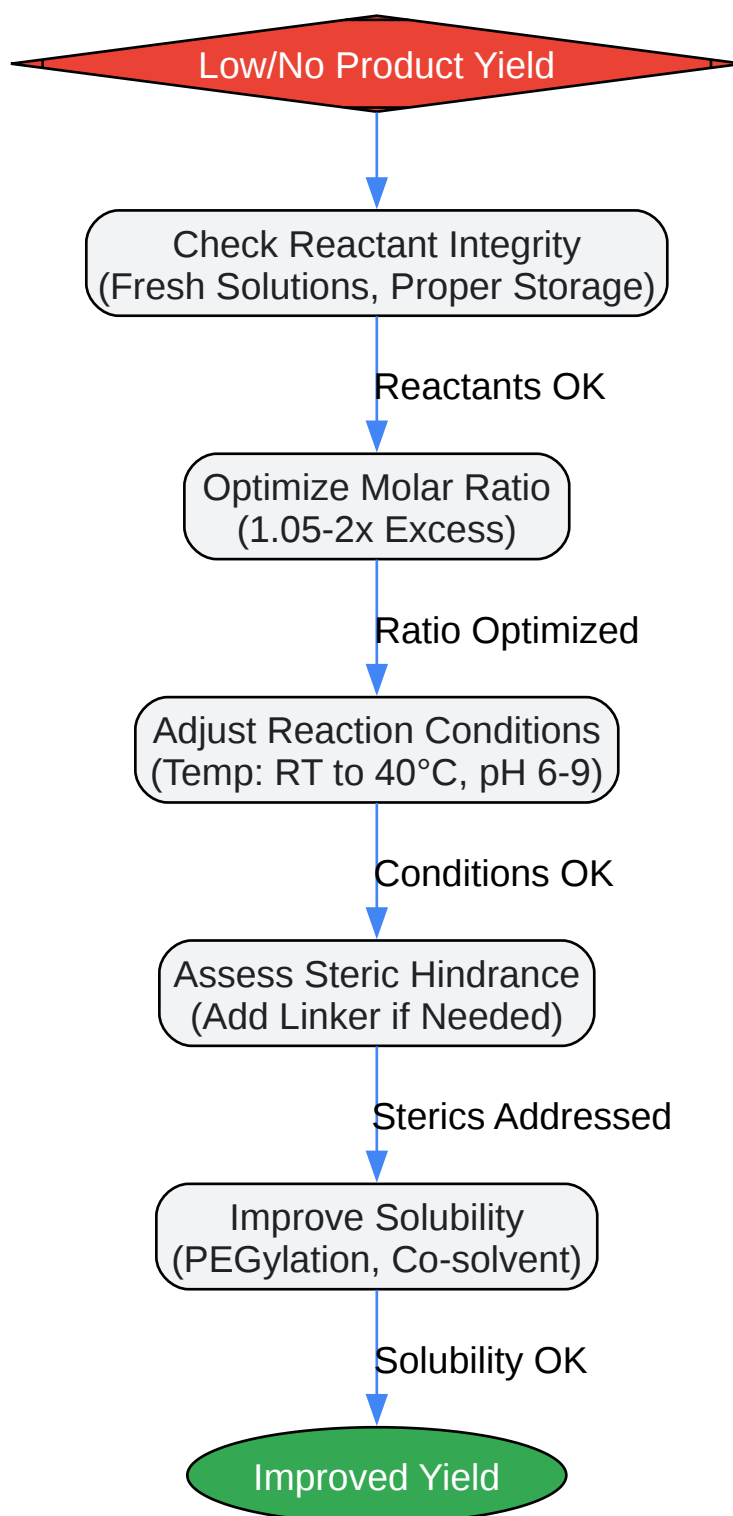 Low/No Product Yield
Check Reactant Integrity
(Fresh Solutions, Proper Storage)
Reactants OK
Optimize Molar Ratio
(1.05-2x Excess)
Ratio Optimized
Adjust Reaction Conditions
(Temp: RT to 40°C, pH 6-9)
Conditions OK
Assess Steric Hindrance
(Add Linker if Needed)
Sterics Addressed
Improve Solubility
(PEGylation, Co-solvent)
Solubility OK
Improved Yield